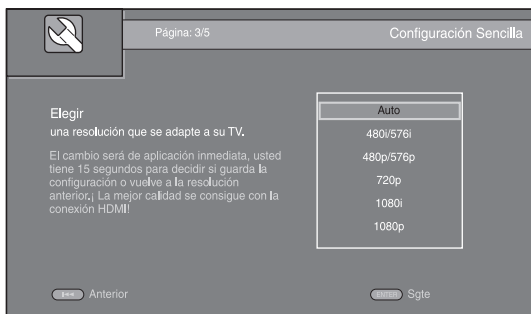 Página: 3/5
Configuración Sencilla
Elegir
una resolución que se adapte a su TV.
El cambio será de aplicación inmediata, usted
tiene 15 segundos para decidir si guarda la
configuración o vuelve a la resolución
anterior.¡ La mejor calidad se consigue con la
conexión HDMI!
Auto
480i/576i
480p/576p
720p
1080i
1080p
Anterior
ENTER Sgte